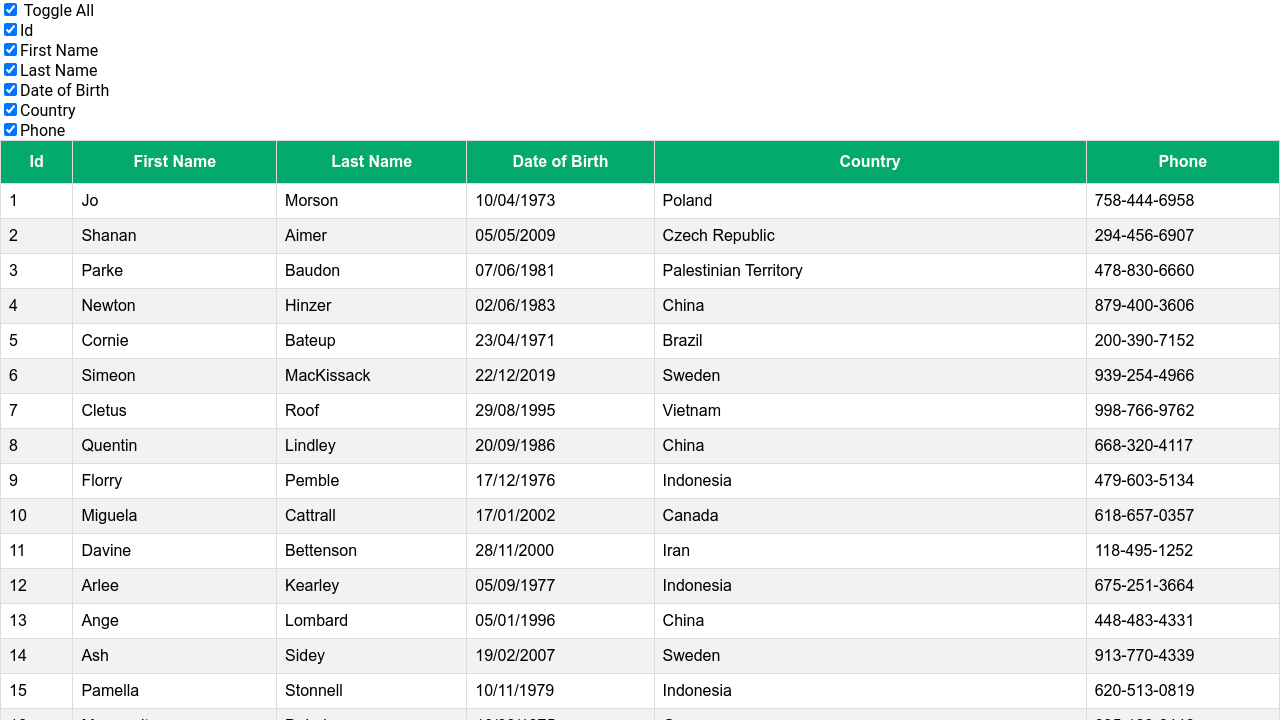 Toggle All
Id
First Name
Last Name
Date of Birth
Country
Phone
Id First Name Last Name Date of Birth Country Phone
1 Jo Morson 10/04/1973 Poland 758-444-6958
2 Shanan Aimer 05/05/2009 Czech Republic 294-456-6907
3 Parke Baudon 07/06/1981 Palestinian Territory 478-830-6660
4 Newton Hinzer 02/06/1983 China 879-400-3606
5 Cornie Bateup 23/04/1971 Brazil 200-390-7152
6 Simeon MacKissack 22/12/2019 Sweden 939-254-4966
7 Cletus Roof 29/08/1995 Vietnam 998-766-9762
8 Quentin Lindley 20/09/1986 China 668-320-4117
9 Florry Pemble 17/12/1976 Indonesia 479-603-5134
10 Miguela Cattrall 17/01/2002 Canada 618-657-0357
11 Davine Bettenson 28/11/2000 Iran 118-495-1252
12 Arlee Kearley 05/09/1977 Indonesia 675-251-3664
13 Ange Lombard 05/01/1996 China 448-483-4331
14 Ash Sidey 19/02/2007 Sweden 913-770-4339
15 Pamella Stonnell 10/11/1979 Indonesia 620-513-0819